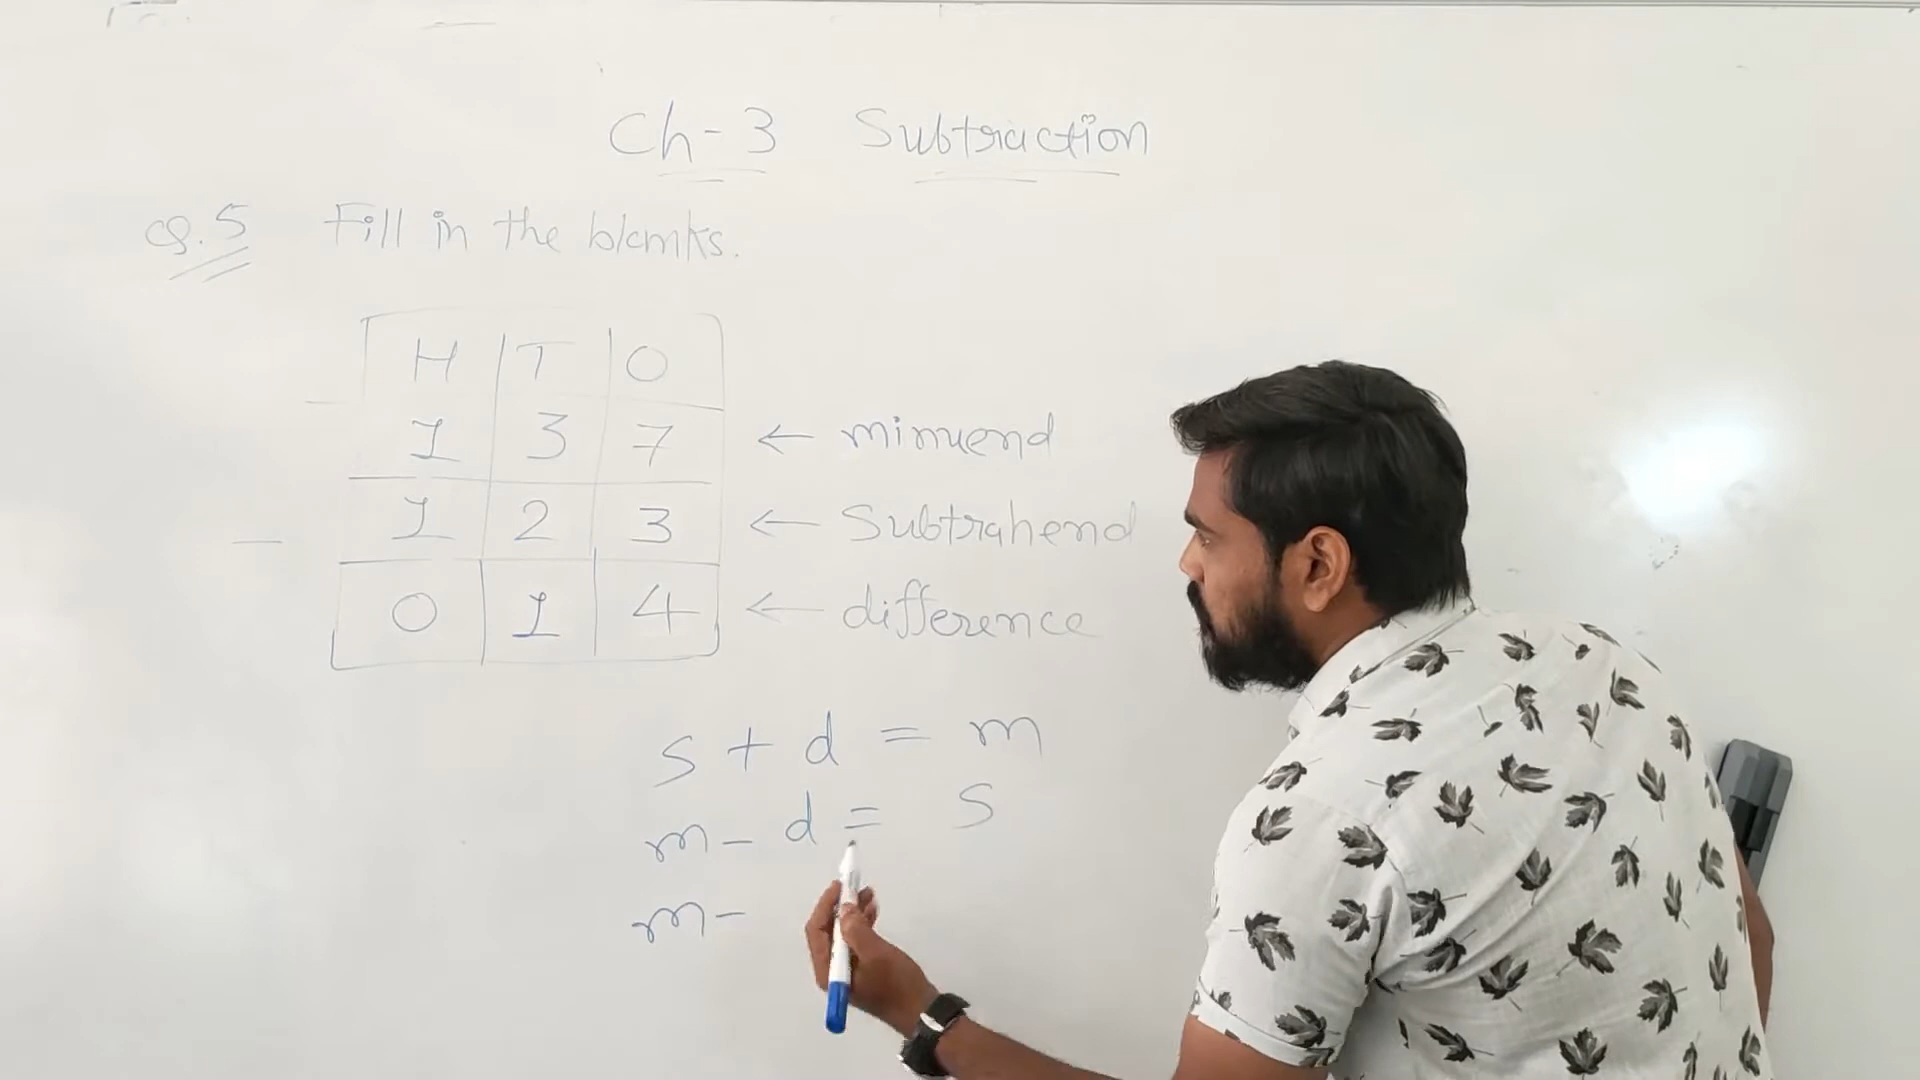 Ch-3 Subtraction
Q.5 Fill in the blanks.
H T O
1 3 7 ← minuend
- 1 2 3 ← Subtrahend
0 1 4 ← difference
s + d = m
m - d = s
m -